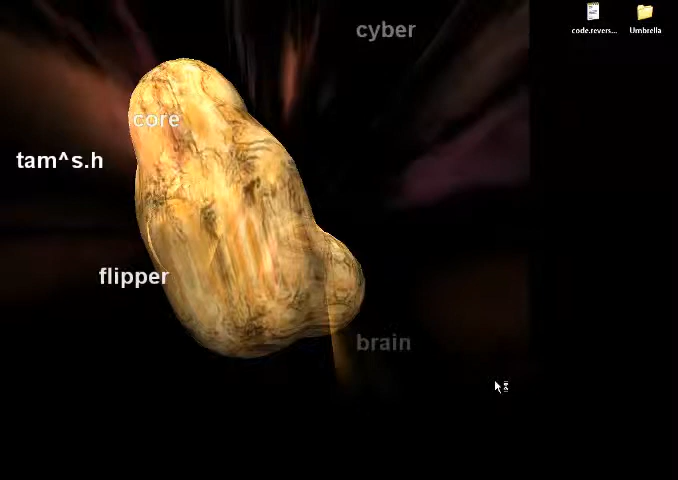 cyber
code.revers...
Umbrella
core
tam^s.h
flipper
brain